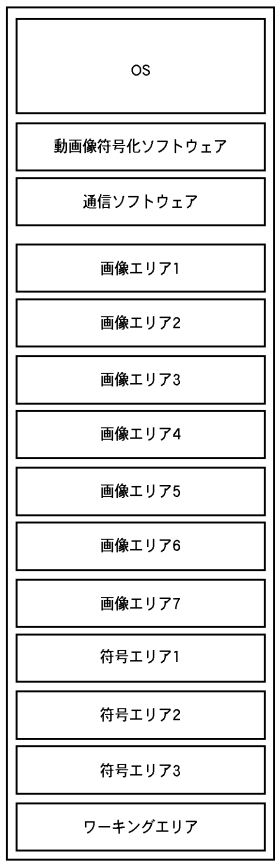 OS
動画像符号化ソフトウェア
通信ソフトウェア
画像エリア1
画像エリア2
画像エリア3
画像エリア4
画像エリア5
画像エリア6
画像エリア7
符号エリア1
符号エリア2
符号エリア3
ワーキングエリア